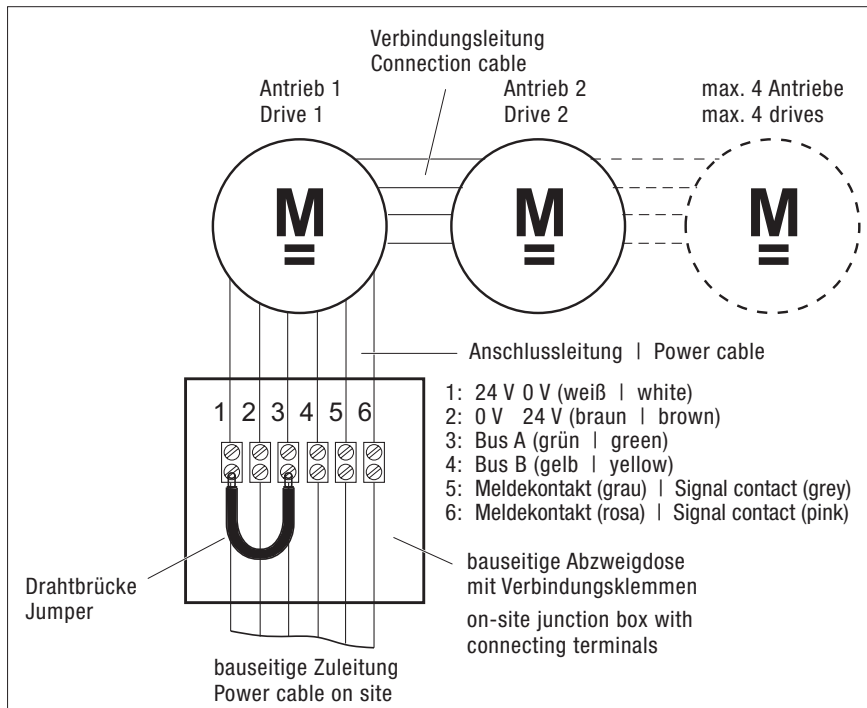 Verbindungsleitung
Connection cable
Antrieb 1
Drive 1
Antrieb 2
Drive 2
max. 4 Antriebe
max. 4 drives
M
M
M
Anschlussleitung | Power cable
1 2 3 4 5 6
1: 24 V 0 V (weiß | white)
2: 0 V 24 V (braun | brown)
3: Bus A (grün | green)
4: Bus B (gelb | yellow)
5: Meldekontakt (grau) | Signal contact (grey)
6: Meldekontakt (rosa) | Signal contact (pink)
Drahtbrücke
Jumper
bauseitige Abzweigdose
mit Verbindungsklemmen
on-site junction box with
connecting terminals
bauseitige Zuleitung
Power cable on site